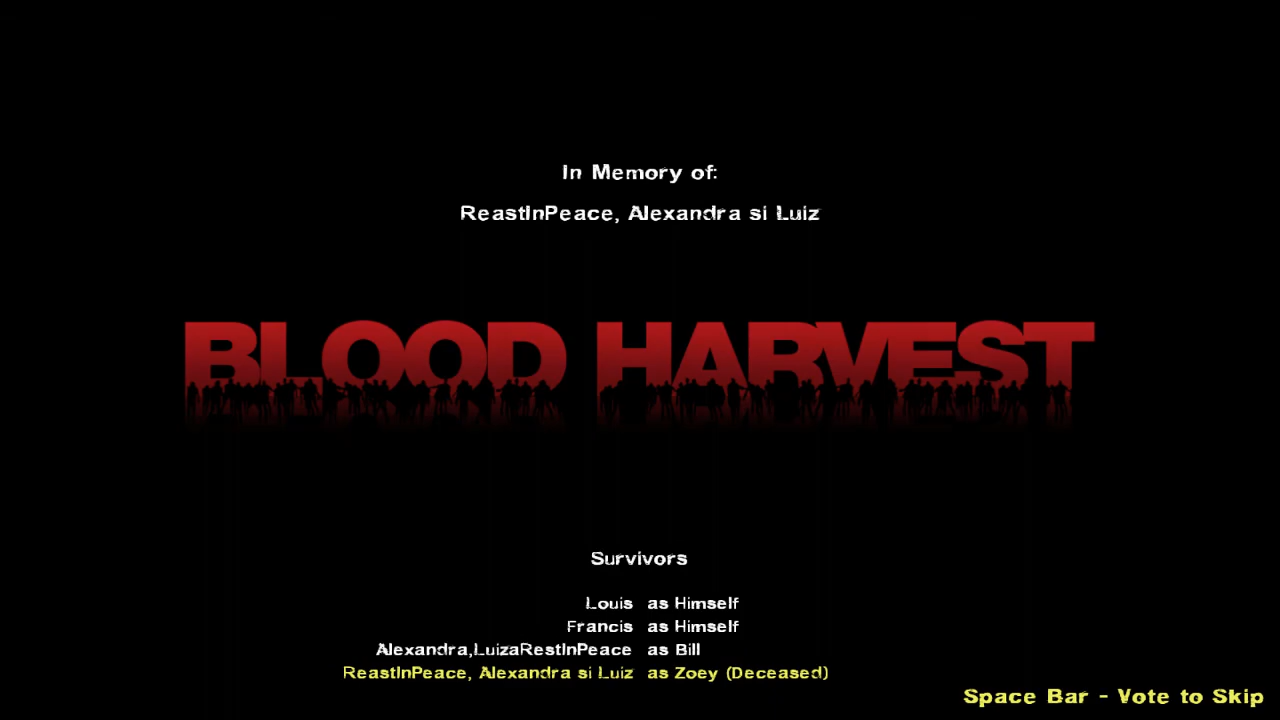 In Memory of:
ReastInPeace, Alexandra si Luiz
BLOOD HARVEST
Survivors
Louis as Himself
Francis as Himself
Alexandra,LuizaRestInPeace as Bill
ReastInPeace, Alexandra si Luiz as Zoey (Deceased)
Space Bar - Vote to Skip